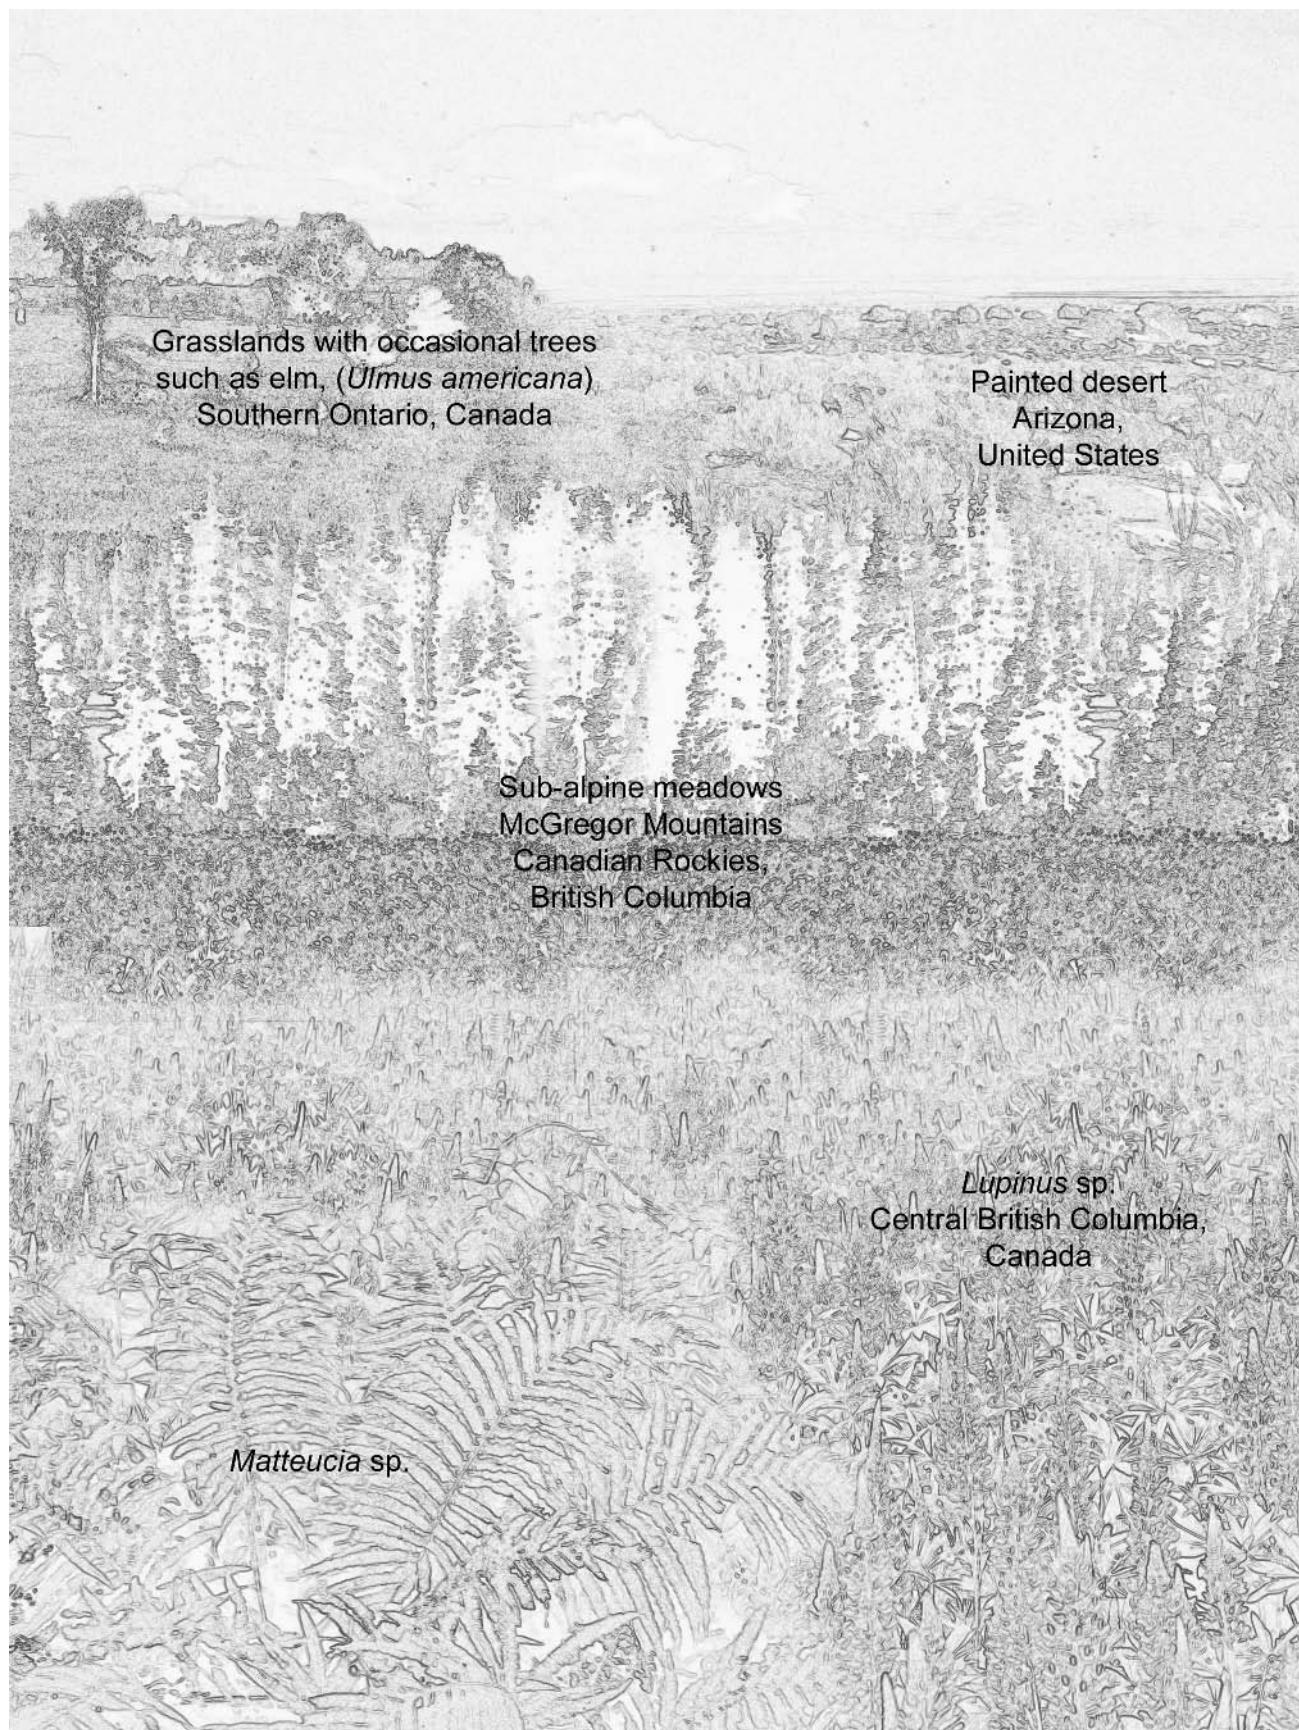 Grasslands with occasional trees
such as elm, (Ulmus americana)
Southern Ontario, Canada
Painted desert
Arizona,
United States
Sub-alpine meadows
McGregor Mountains
Canadian Rockies,
British Columbia
Lupinus sp.
Central British Columbia,
Canada
Matteucia sp.